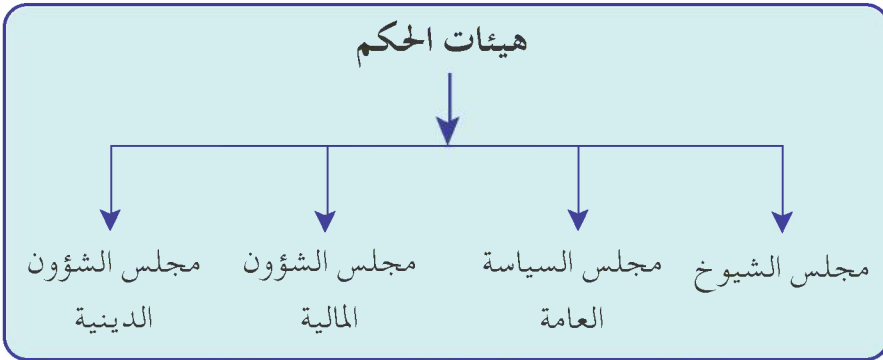 هيئات الحكم
مجلس الشيوخ
مجلس السياسة
العامة
مجلس الشؤون
المالية
مجلس الشؤون
الدينية